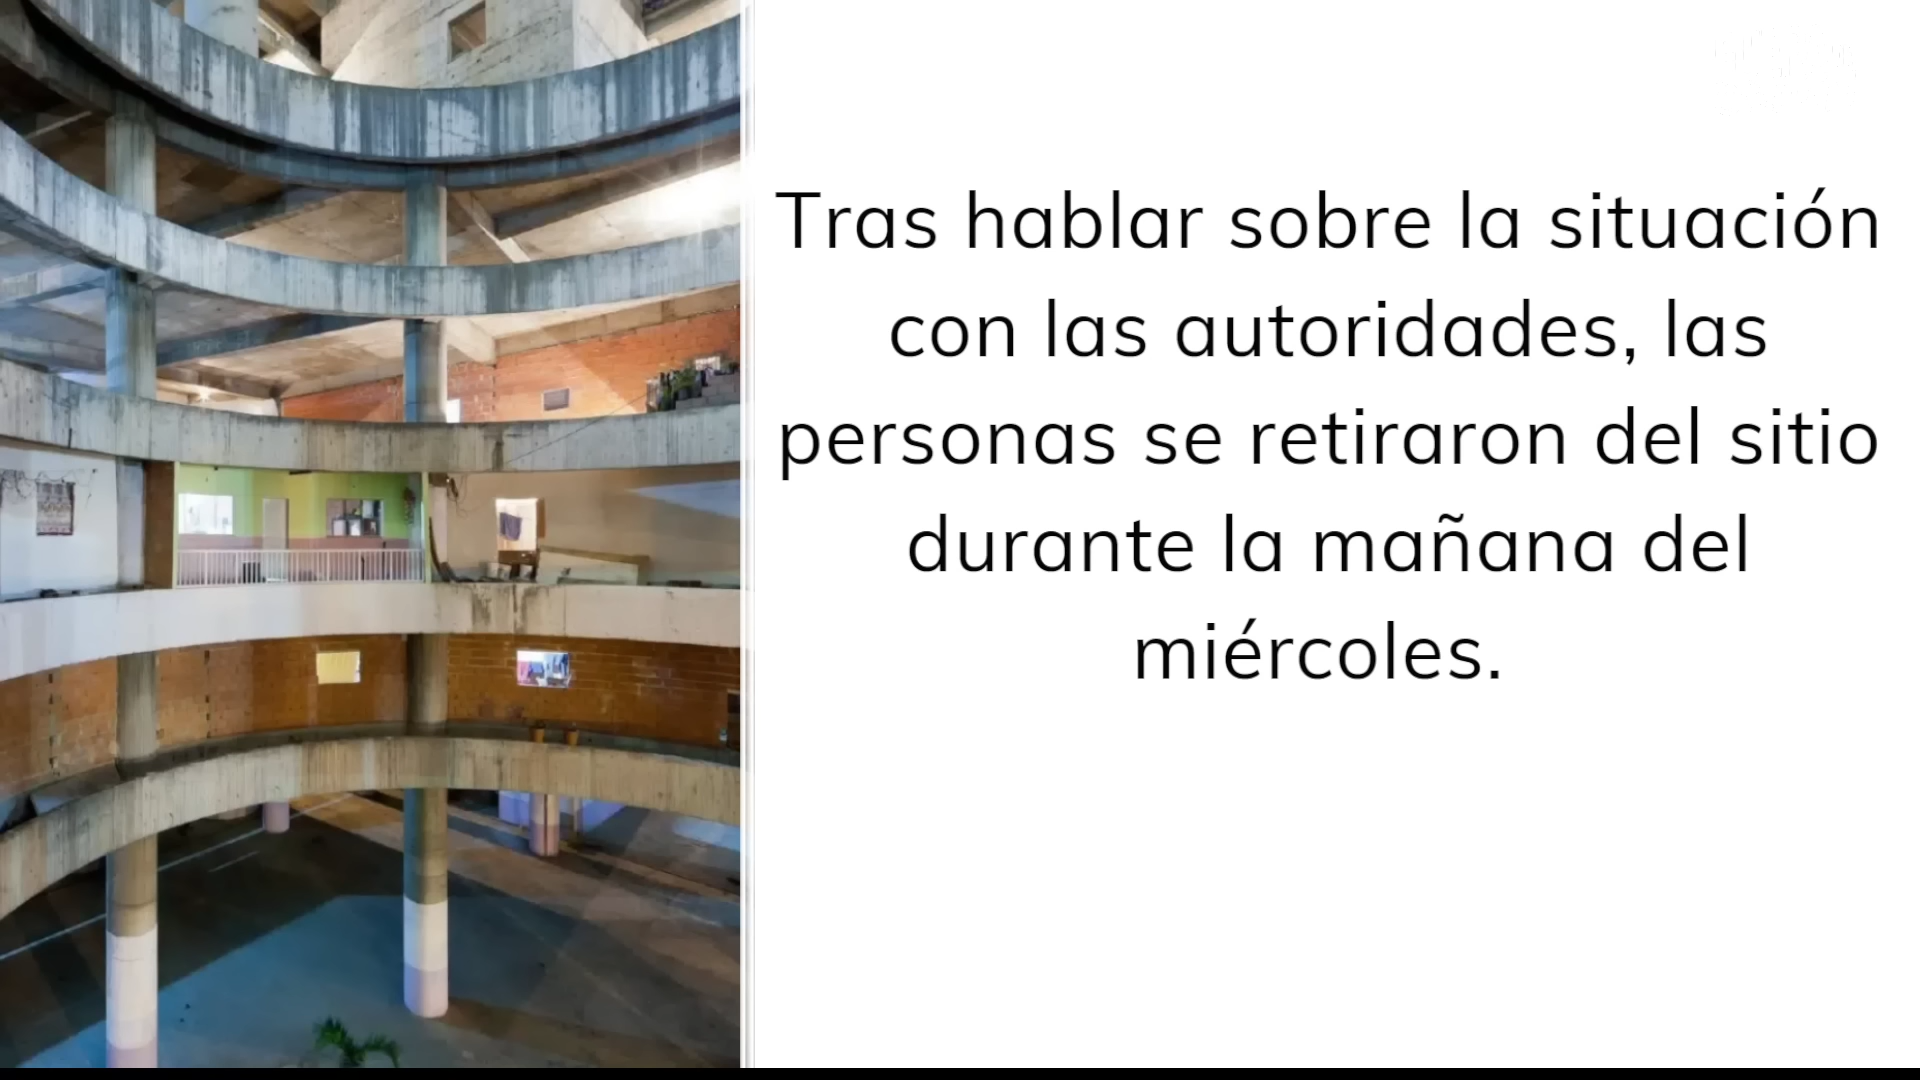 Tras hablar sobre la situación
con las autoridades, las
personas se retiraron del sitio
durante la mañana del
miércoles.